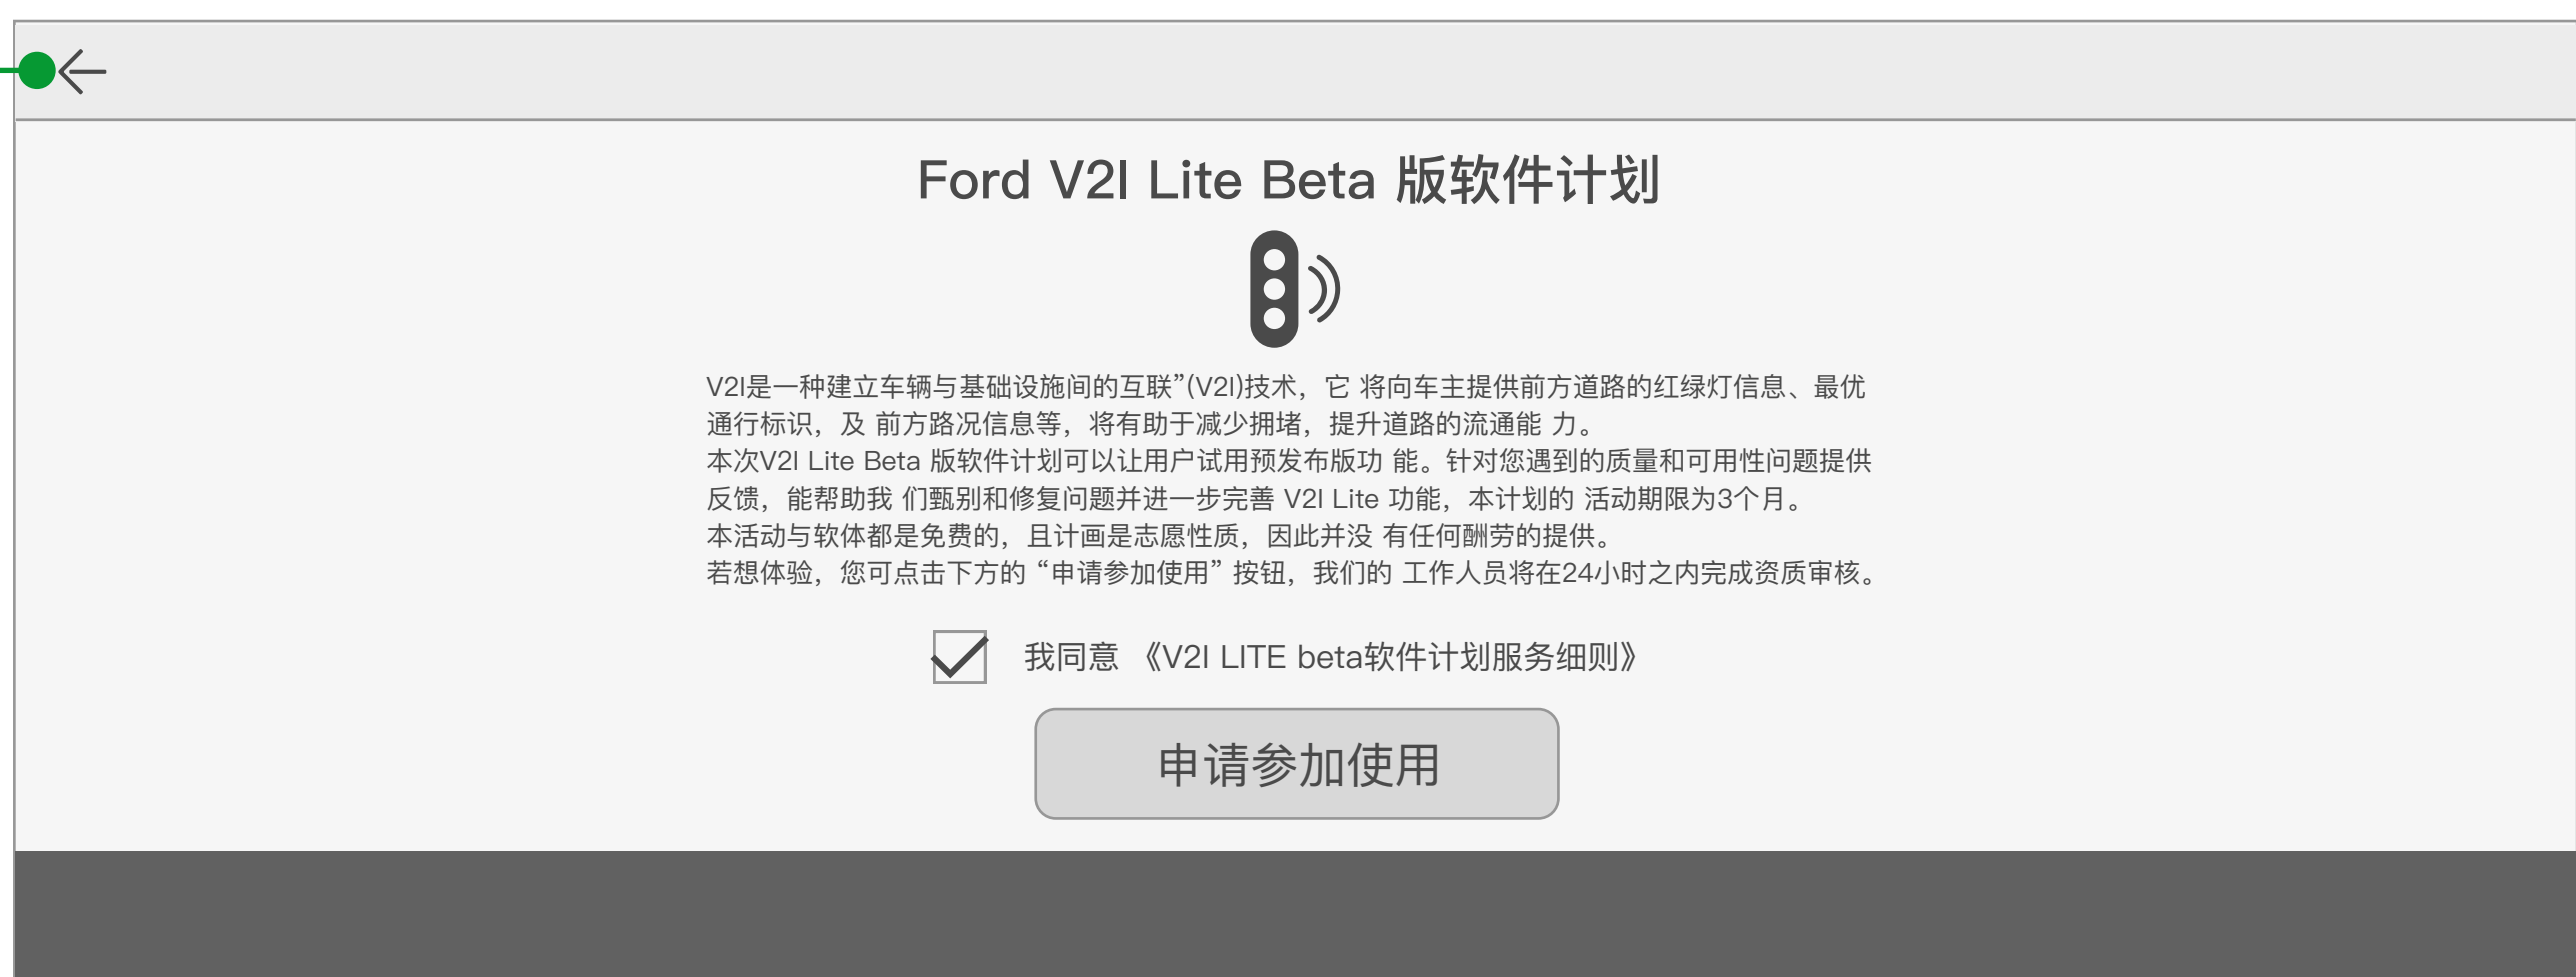 Ford V2I Lite Beta 版软件计划
V2I是一种建立车辆与基础设施间的互联”(V2I)技术，它 将向车主提供前方道路的红绿灯信息、最优
通行标识，及 前方路况信息等，将有助于减少拥堵，提升道路的流通能 力。
本次V2I Lite Beta 版软件计划可以让用户试用预发布版功 能。针对您遇到的质量和可用性问题提供
反馈，能帮助我 们甄别和修复问题并进一步完善 V2I Lite 功能，本计划的 活动期限为3个月。
本活动与软体都是免费的，且计画是志愿性质，因此并没 有任何酬劳的提供。
若想体验，您可点击下方的 “申请参加使用” 按钮，我们的 工作人员将在24小时之内完成资质审核。
我同意 《V2I LITE beta软件计划服务细则》
申请参加使用